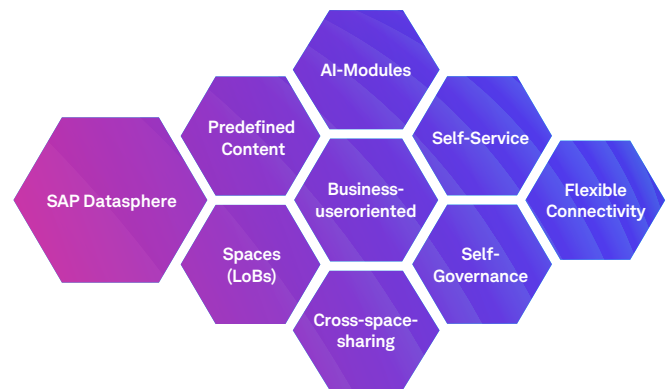 AI-Modules
Predefined
Content
Self-Service
SAP Datasphere
Business-
useroriented
Flexible
Connectivity
Spaces
(LoBs)
Self-
Governance
Cross-space-
sharing